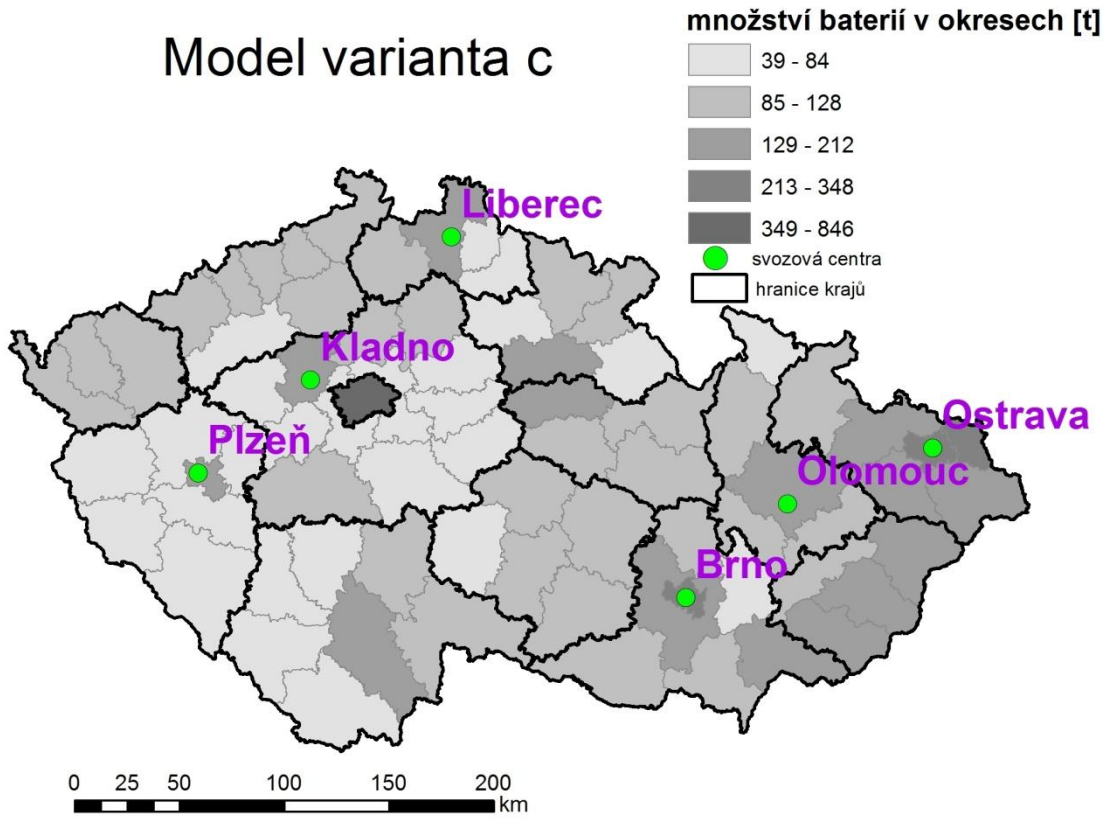 Model varianta c
množství baterií v okresech [t]
39 - 84
85 - 128
129 - 212
213 - 348
349 - 846
svozová centra
hranice krajů
Liberec
Kladno
Plzeň
Ostrava
Olomouc
Brno
0 25 50 100 150 200
km